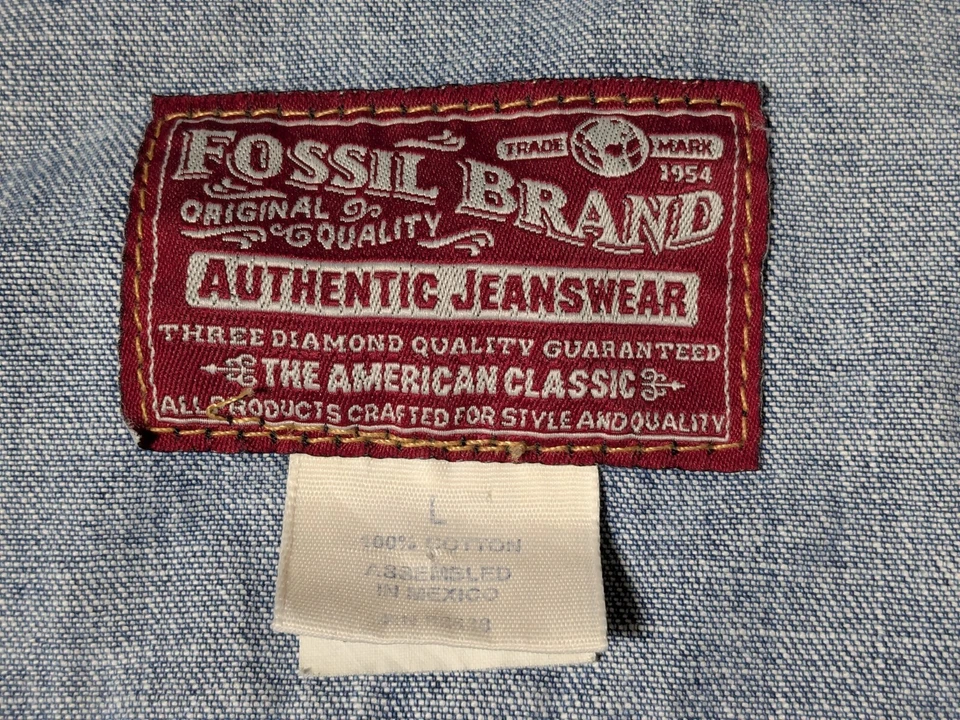 FOSSIL BRAND
TRADE MARK
1954
ORIGINAL
QUALITY
AUTHENTIC JEANSWEAR
THREE DIAMOND QUALITY GUARANTEED
THE AMERICAN CLASSIC
ALL PRODUCTS CRAFTED FOR STYLE AND QUALITY
L
100% COTTON
ASSEMBLED
IN MEXICO